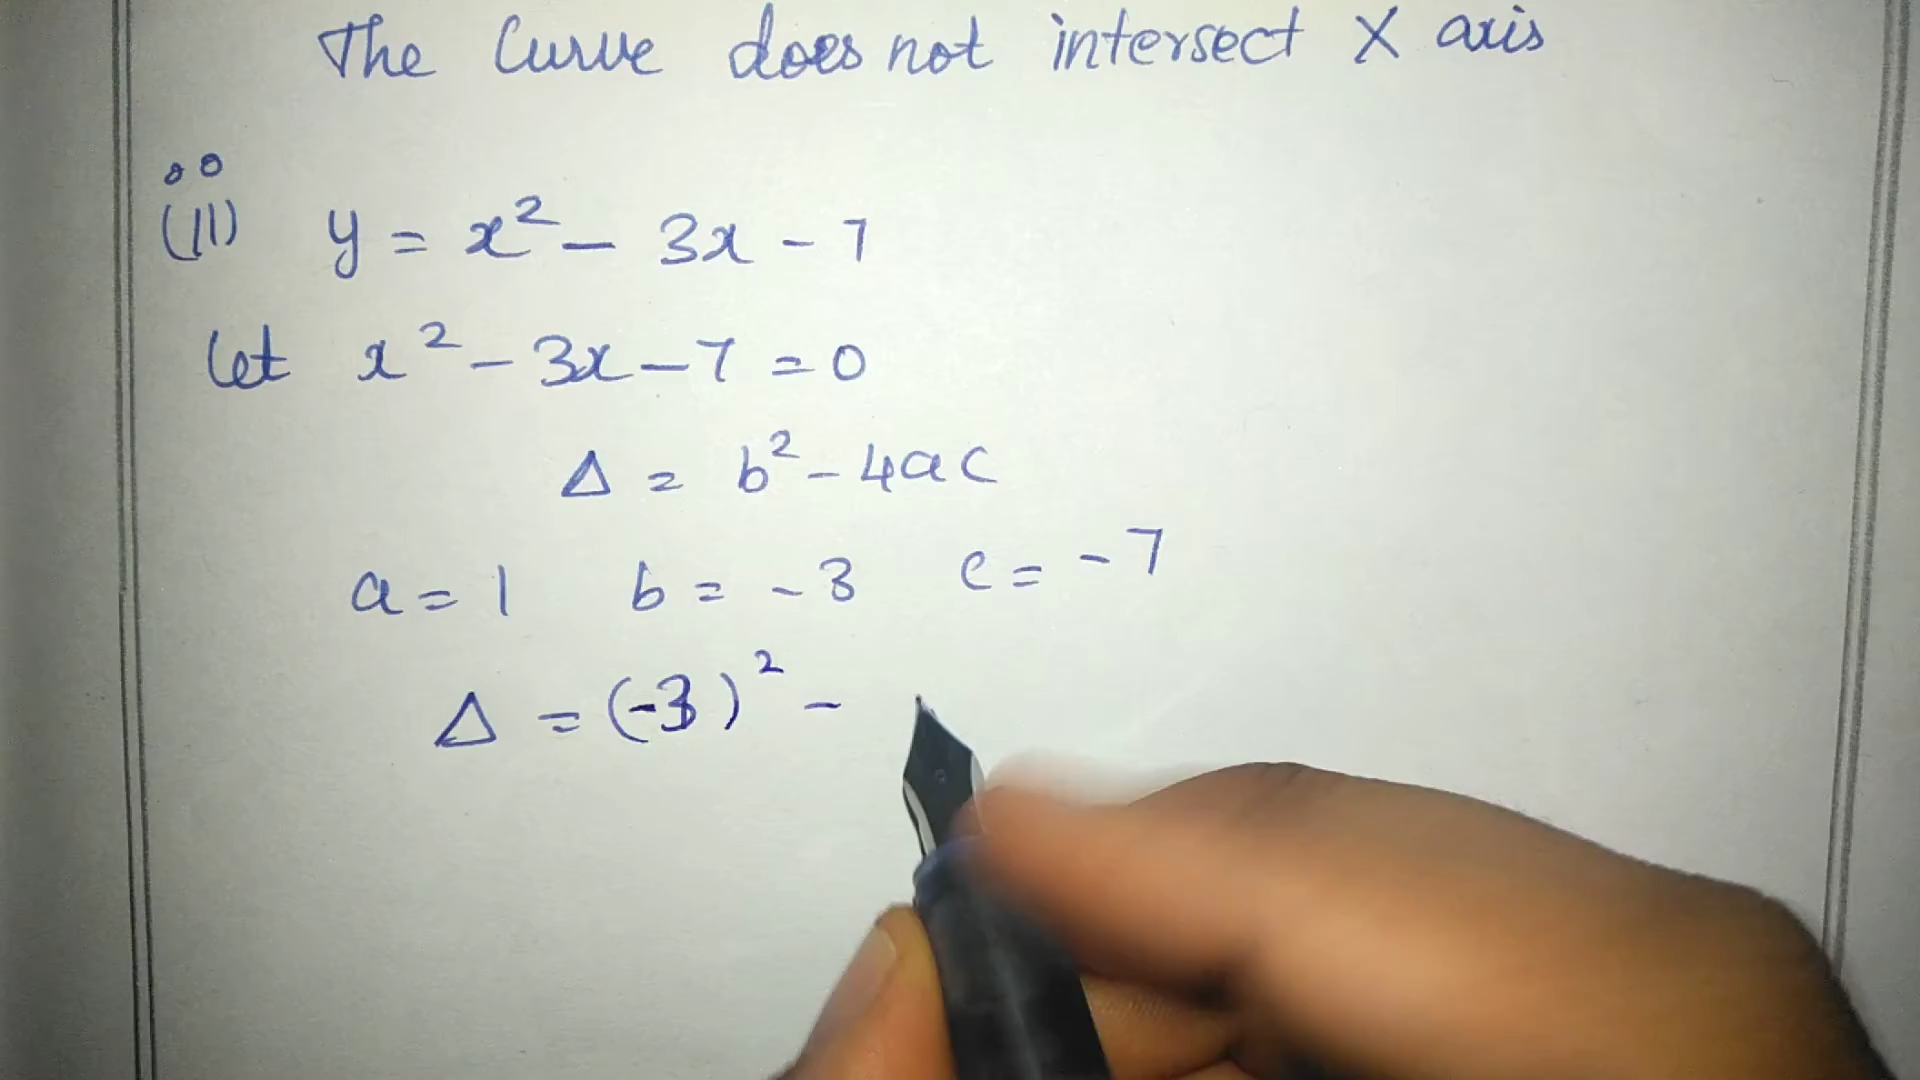 The Curve does not intersect X axis
(ii) y = x² - 3x - 7
let x² - 3x - 7 = 0
Δ = b² - 4ac
a = 1 b = -3 c = -7
Δ = (-3)² -